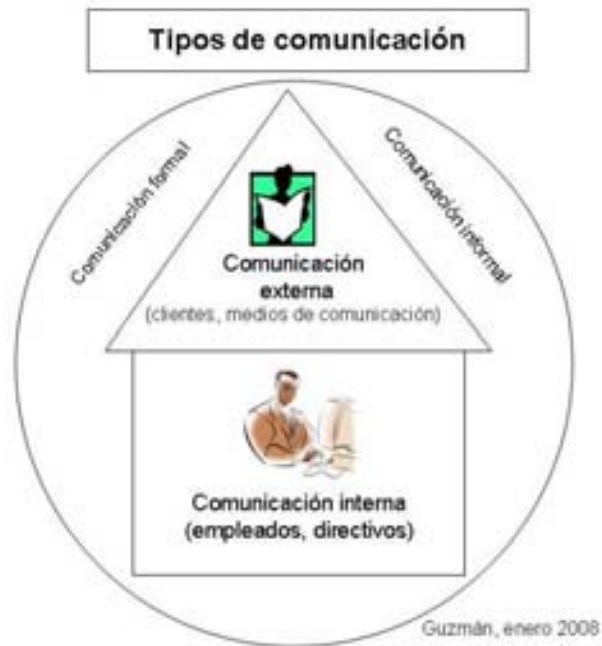 Tipos de comunicación
Comunicación formal
Comunicación informal
Comunicación
externa
(clientes, medios de comunicación)
Comunicación interna
(empleados, directivos)
Guzmán, enero 2008